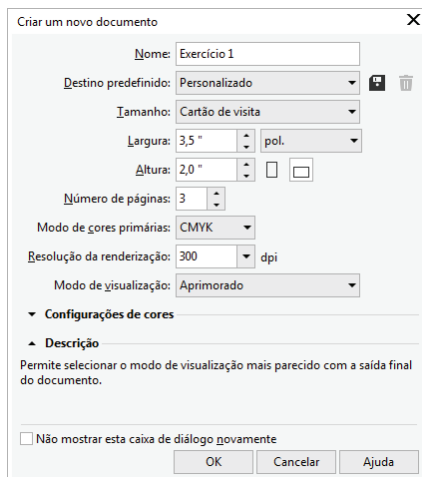 Criar um novo documento
Nome: Exercício 1
Destino predefinido: Personalizado
Tamanho: Cartão de visita
Largura: 3,5 " pol.
Altura: 2,0 "
Número de páginas: 3
Modo de cores primárias: CMYK
Resolução da renderização: 300 dpi
Modo de visualização: Aprimorado
Configurações de cores
Descrição
Permite selecionar o modo de visualização mais parecido com a saída final
do documento.
Não mostrar esta caixa de diálogo novamente
OK Cancelar Ajuda